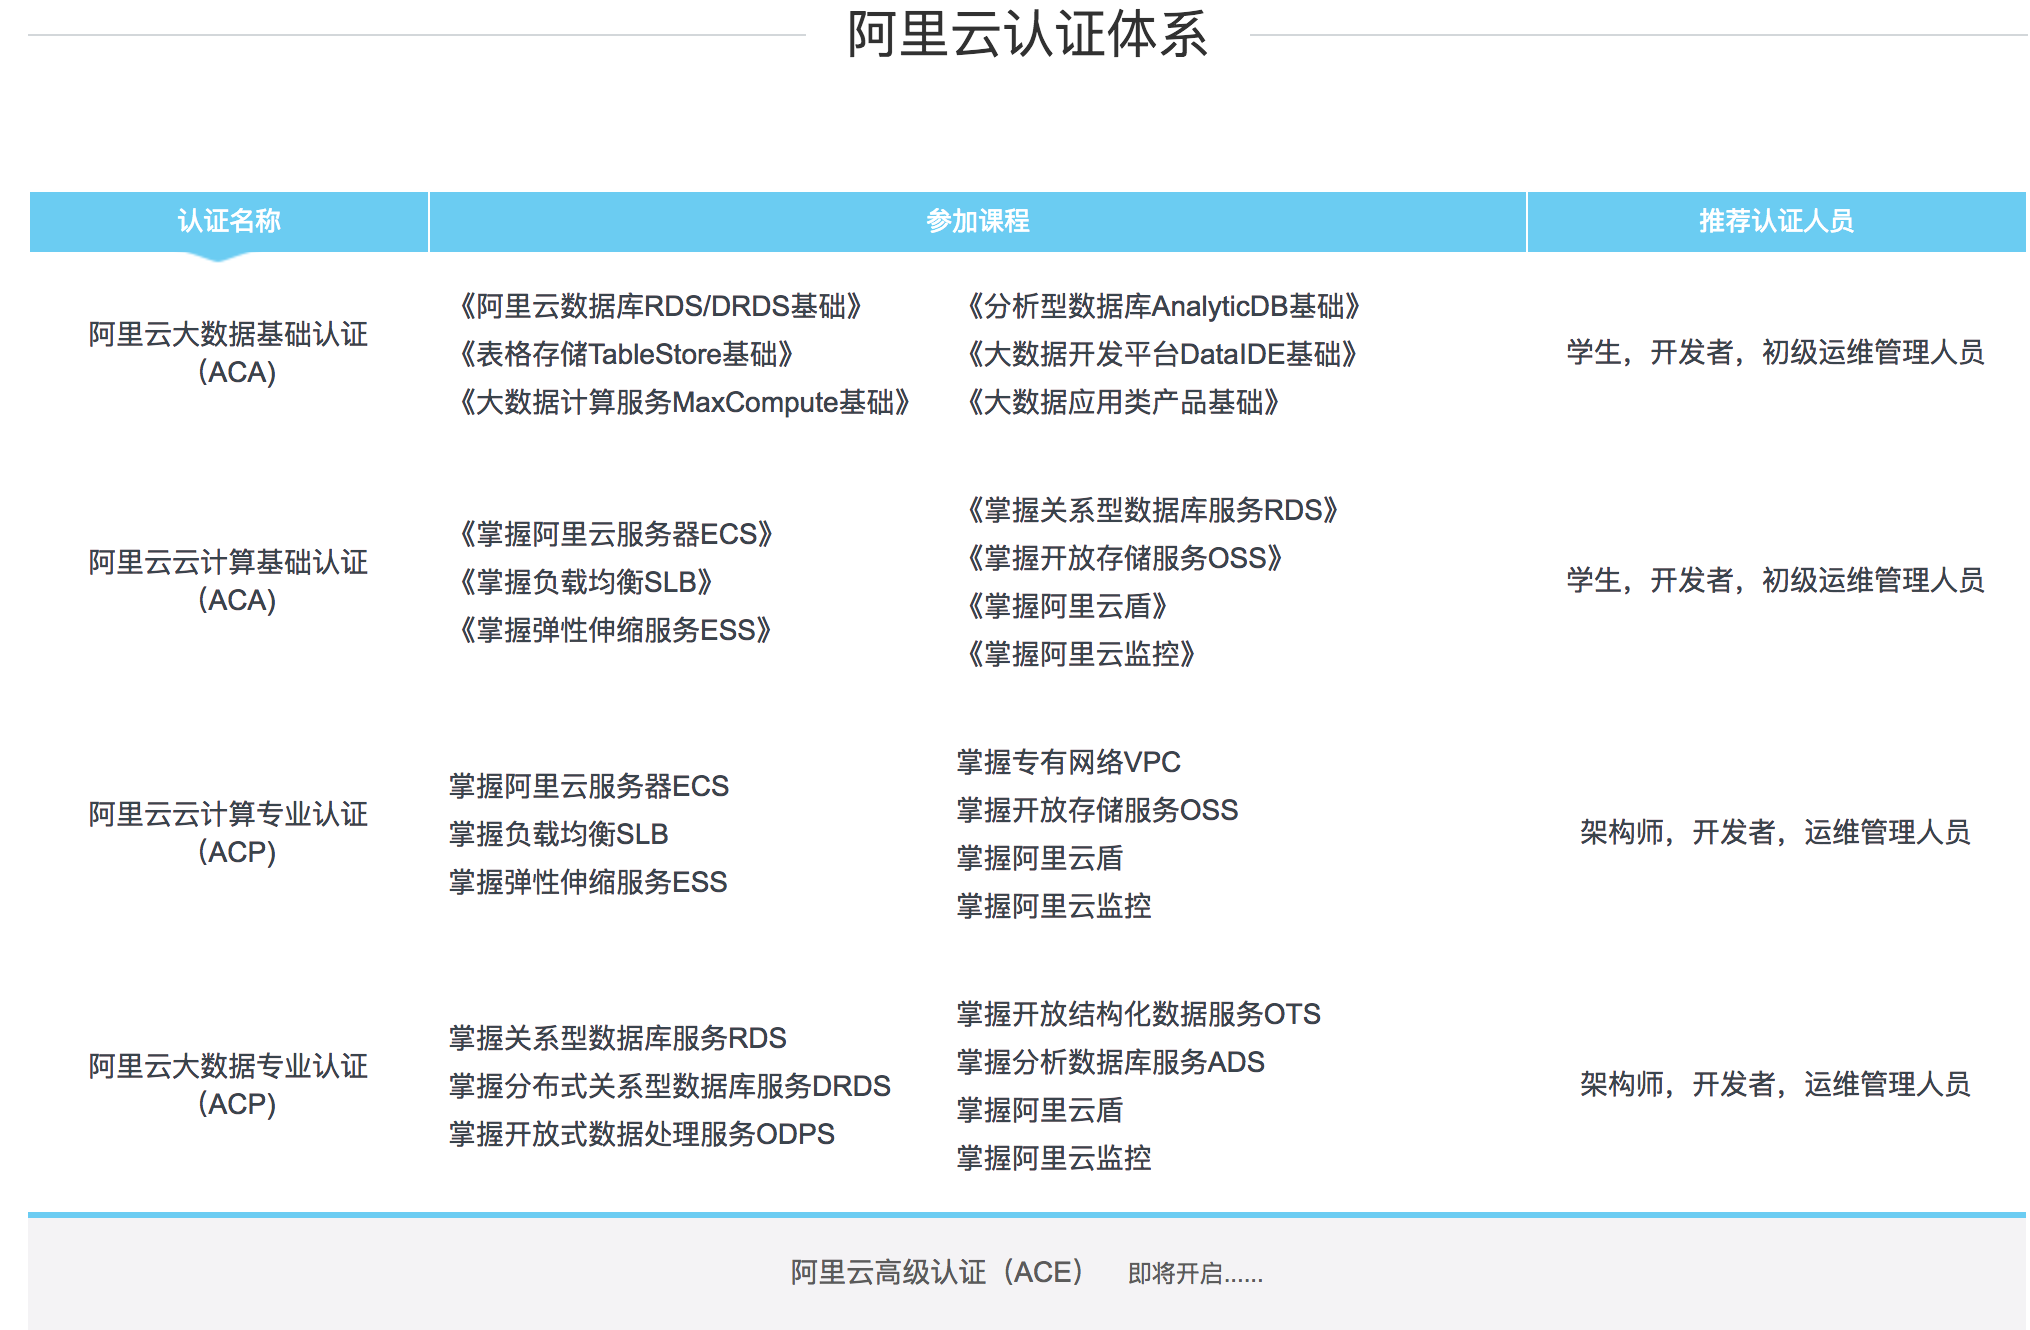 阿里云认证体系
认证名称
参加课程
推荐认证人员
阿里云大数据基础认证
（ACA）
《阿里云数据库RDS/DRDS基础》
《表格存储TableStore基础》
《大数据计算服务MaxCompute基础》
《分析型数据库AnalyticDB基础》
《大数据开发平台DataIDE基础》
《大数据应用类产品基础》
学生，开发者，初级运维管理人员
阿里云云计算基础认证
（ACA）
《掌握阿里云服务器ECS》
《掌握负载均衡SLB》
《掌握弹性伸缩服务ESS》
《掌握关系型数据库服务RDS》
《掌握开放存储服务OSS》
《掌握阿里云盾》
《掌握阿里云监控》
学生，开发者，初级运维管理人员
阿里云云计算专业认证
（ACP）
掌握阿里云服务器ECS
掌握负载均衡SLB
掌握弹性伸缩服务ESS
掌握专有网络VPC
掌握开放存储服务OSS
掌握阿里云盾
掌握阿里云监控
架构师，开发者，运维管理人员
阿里云大数据专业认证
（ACP）
掌握关系型数据库服务RDS
掌握分布式关系型数据库服务DRDS
掌握开放式数据处理服务ODPS
掌握开放结构化数据服务OTS
掌握分析数据库服务ADS
掌握阿里云盾
掌握阿里云监控
架构师，开发者，运维管理人员
阿里云高级认证（ACE） 即将开启......